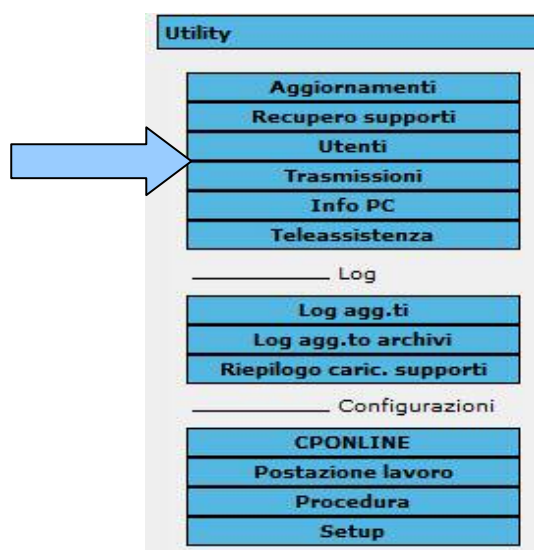 Utility
Aggiornamenti
Recupero supporti
Utenti
Trasmissioni
Info PC
Teleassistenza
Log
Log agg.ti
Log agg.to archivi
Riepilogo caric. supporti
Configurazioni
CPONLINE
Postazione lavoro
Procedura
Setup